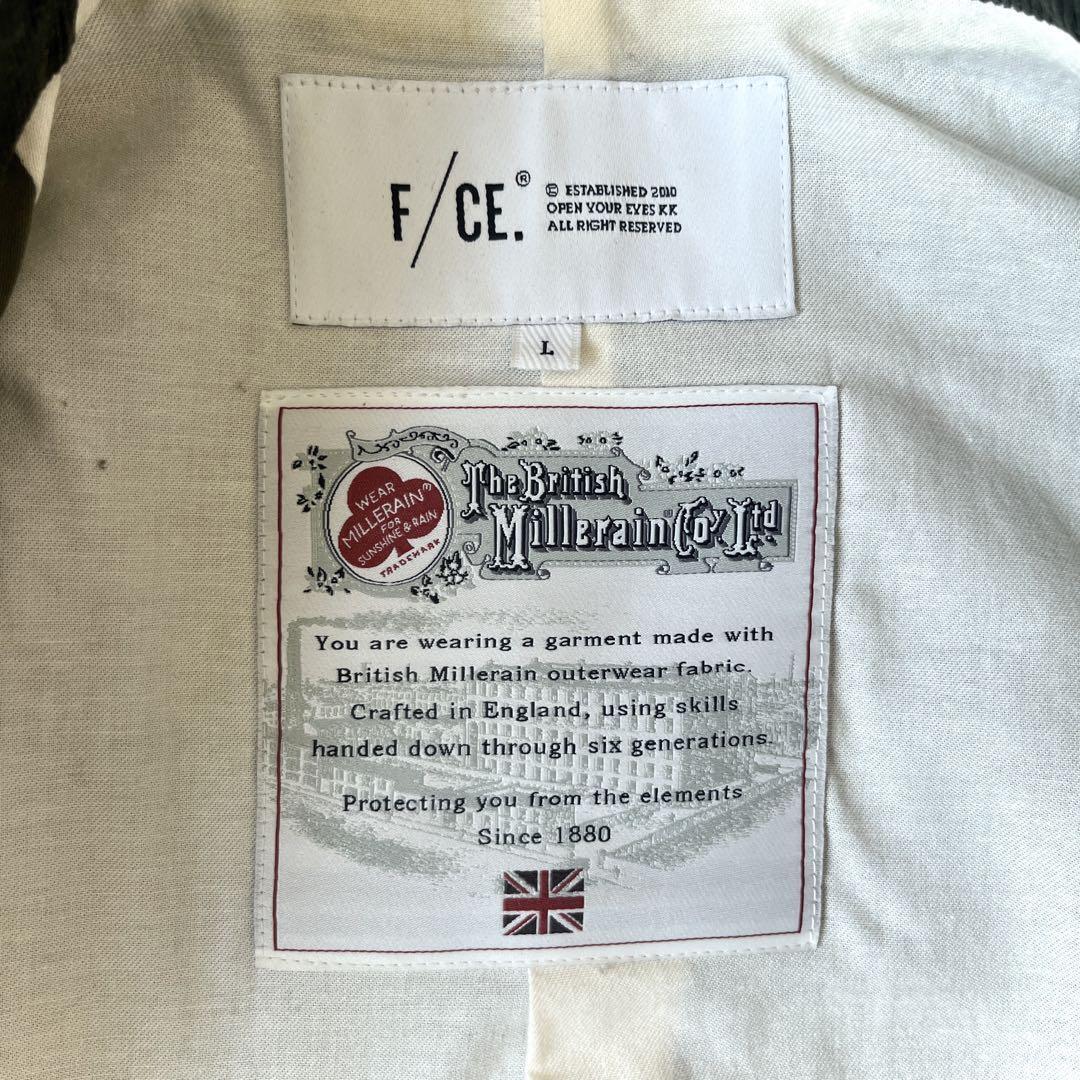 F/CE.®
© ESTABLISHED 2010
OPEN YOUR EYES KK
ALL RIGHT RESERVED
L
WEAR
MILLERAIN
FOR
SUNSHINE & RAIN
TRADEMARK
The British
Millerain Coy Ltd
You are wearing a garment made with
British Millerain outerwear fabric.
Crafted in England, using skills
handed down through six generations.
Protecting you from the elements
Since 1880